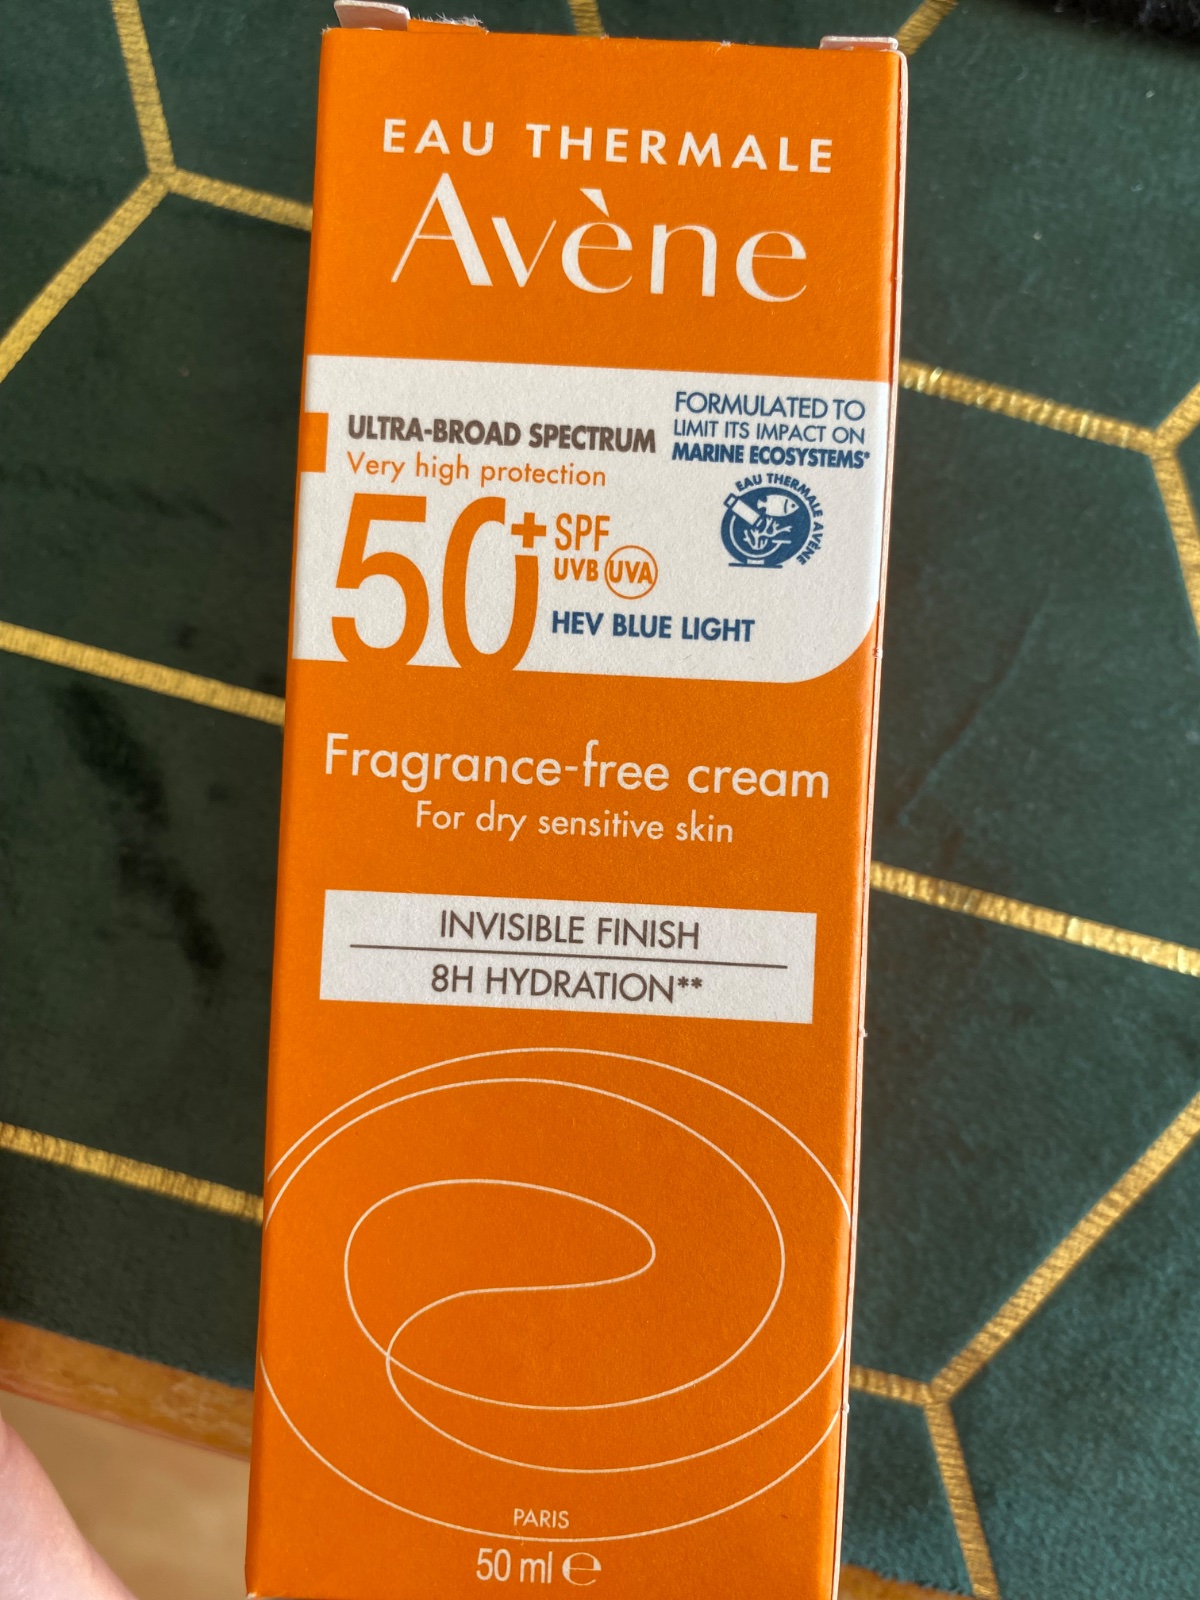 EAU THERMALE
Avène
ULTRA-BROAD SPECTRUM
Very high protection
50+ SPF
UVB UVA
HEV BLUE LIGHT
FORMULATED TO
LIMIT ITS IMPACT ON
MARINE ECOSYSTEMS*
EAU THERMALE AVÈNE
Fragrance-free cream
For dry sensitive skin
INVISIBLE FINISH
8H HYDRATION**
PARIS
50 ml ℮